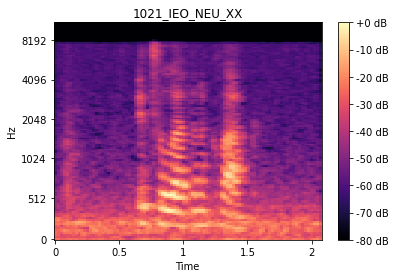 1021_IEO_NEU_XX
8192
4096
2048
1024
512
0
Hz
0
0.5
1
1.5
2
Time
+0 dB
-10 dB
-20 dB
-30 dB
-40 dB
-50 dB
-60 dB
-70 dB
-80 dB